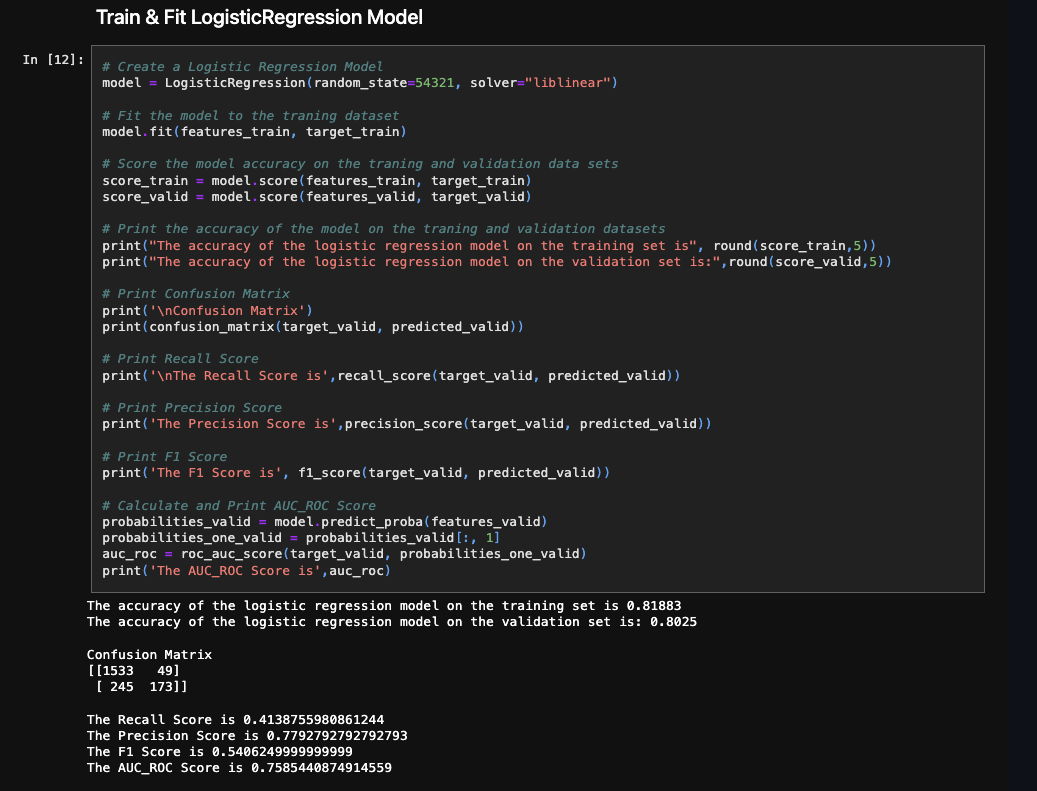 Train & Fit LogisticRegression Model
In [12]:
# Create a Logistic Regression Model
model = LogisticRegression(random_state=54321, solver="liblinear")
# Fit the model to the traning dataset
model.fit(features_train, target_train)
# Score the model accuracy on the traning and validation data sets
score_train = model.score(features_train, target_train)
score_valid = model.score(features_valid, target_valid)
# Print the accuracy of the model on the traning and validation datasets
print("The accuracy of the logistic regression model on the training set is", round(score_train,5))
print("The accuracy of the logistic regression model on the validation set is:",round(score_valid,5))
# Print Confusion Matrix
print('\nConfusion Matrix')
print(confusion_matrix(target_valid, predicted_valid))
# Print Recall Score
print('\nThe Recall Score is',recall_score(target_valid, predicted_valid))
# Print Precision Score
print('The Precision Score is',precision_score(target_valid, predicted_valid))
# Print F1 Score
print('The F1 Score is', f1_score(target_valid, predicted_valid))
# Calculate and Print AUC_ROC Score
probabilities_valid = model.predict_proba(features_valid)
probabilities_one_valid = probabilities_valid[:, 1]
auc_roc = roc_auc_score(target_valid, probabilities_one_valid)
print('The AUC_ROC Score is',auc_roc)
The accuracy of the logistic regression model on the training set is 0.81883
The accuracy of the logistic regression model on the validation set is: 0.8025
Confusion Matrix
[[1533   49]
 [ 245  173]]
The Recall Score is 0.4138755980861244
The Precision Score is 0.7792792792792793
The F1 Score is 0.5406249999999999
The AUC_ROC Score is 0.7585440874914559